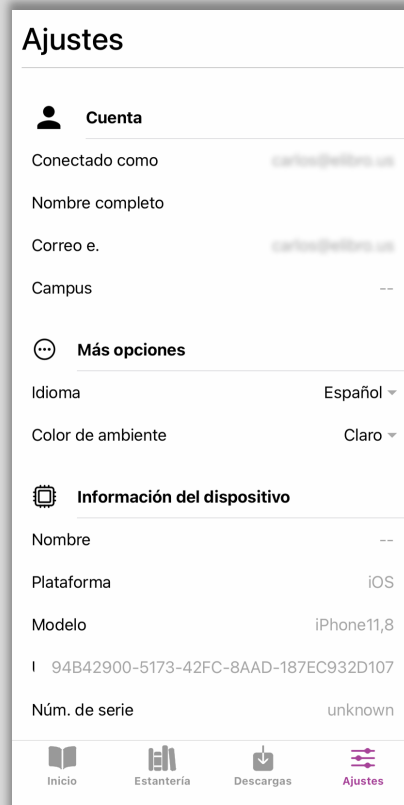 Ajustes
Cuenta
Conectado como
Nombre completo
Correo e.
Campus --
Más opciones
Idioma Español
Color de ambiente Claro
Información del dispositivo
Nombre --
Plataforma iOS
Modelo iPhone11,8
94B42900-5173-42FC-8AAD-187EC932D107
Núm. de serie unknown
Inicio Estantería Descargas Ajustes